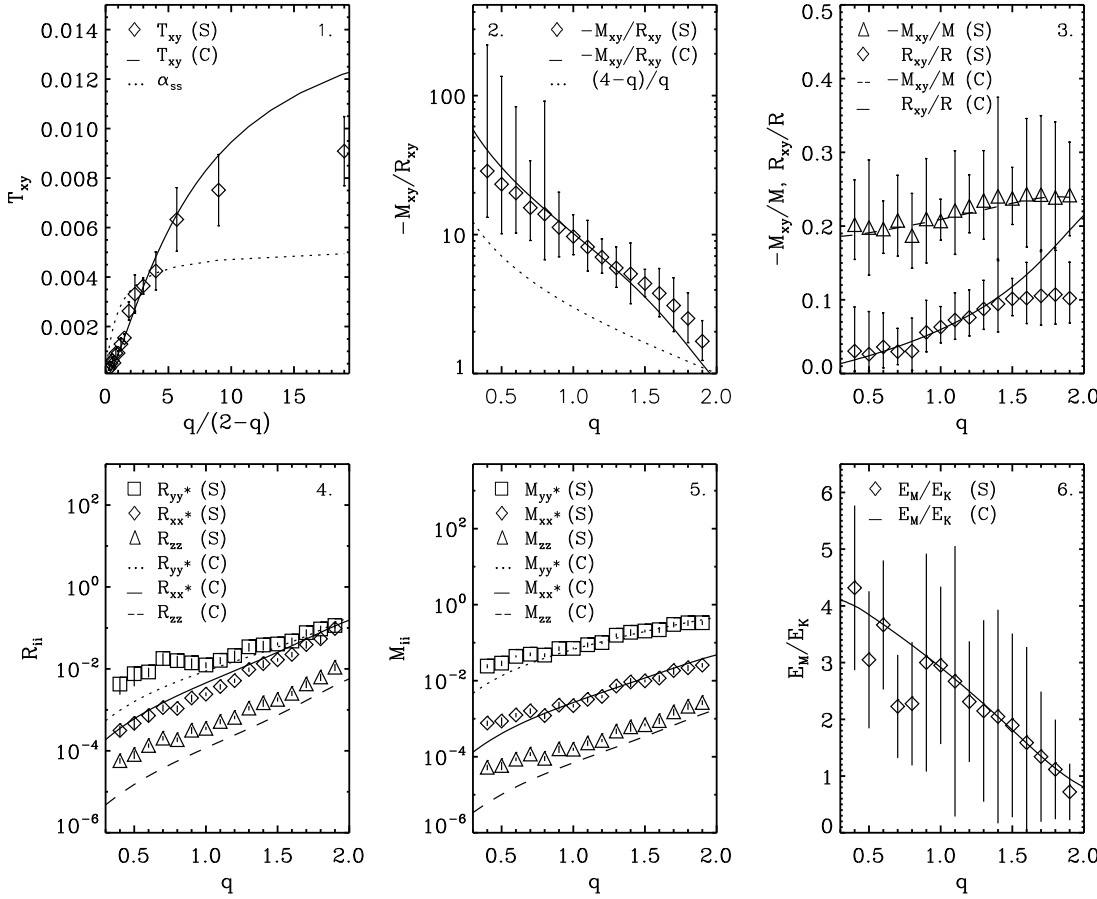 ◇ T_xy (S) 1.
— T_xy (C)
··· α_ss
0.014
0.012
0.010
0.008
0.006
0.004
0.002
T_xy
0 5 10 15
q/(2-q)
2. ◇ -M_xy/R_xy (S)
— -M_xy/R_xy (C)
··· (4-q)/q
100
10
1
-M_xy/R_xy
0.5 1.0 1.5 2.0
q
△ -M_xy/M (S) 3.
◇ R_xy/R (S)
-- -M_xy/M (C)
— R_xy/R (C)
0.5
0.4
0.3
0.2
0.1
0.0
-M_xy/M, R_xy/R
0.5 1.0 1.5 2.0
q
□ R_yy* (S) 4.
◇ R_xx* (S)
△ R_zz (S)
··· R_yy* (C)
— R_xx* (C)
-- R_zz (C)
10^2
10^0
10^-2
10^-4
10^-6
R_ii
0.5 1.0 1.5 2.0
q
□ M_yy* (S) 5.
◇ M_xx* (S)
△ M_zz (S)
··· M_yy* (C)
— M_xx* (C)
-- M_zz (C)
10^2
10^0
10^-2
10^-4
10^-6
M_ii
0.5 1.0 1.5 2.0
q
◇ E_M/E_K (S) 6.
— E_M/E_K (C)
6
5
4
3
2
1
0
E_M/E_K
0.5 1.0 1.5 2.0
q